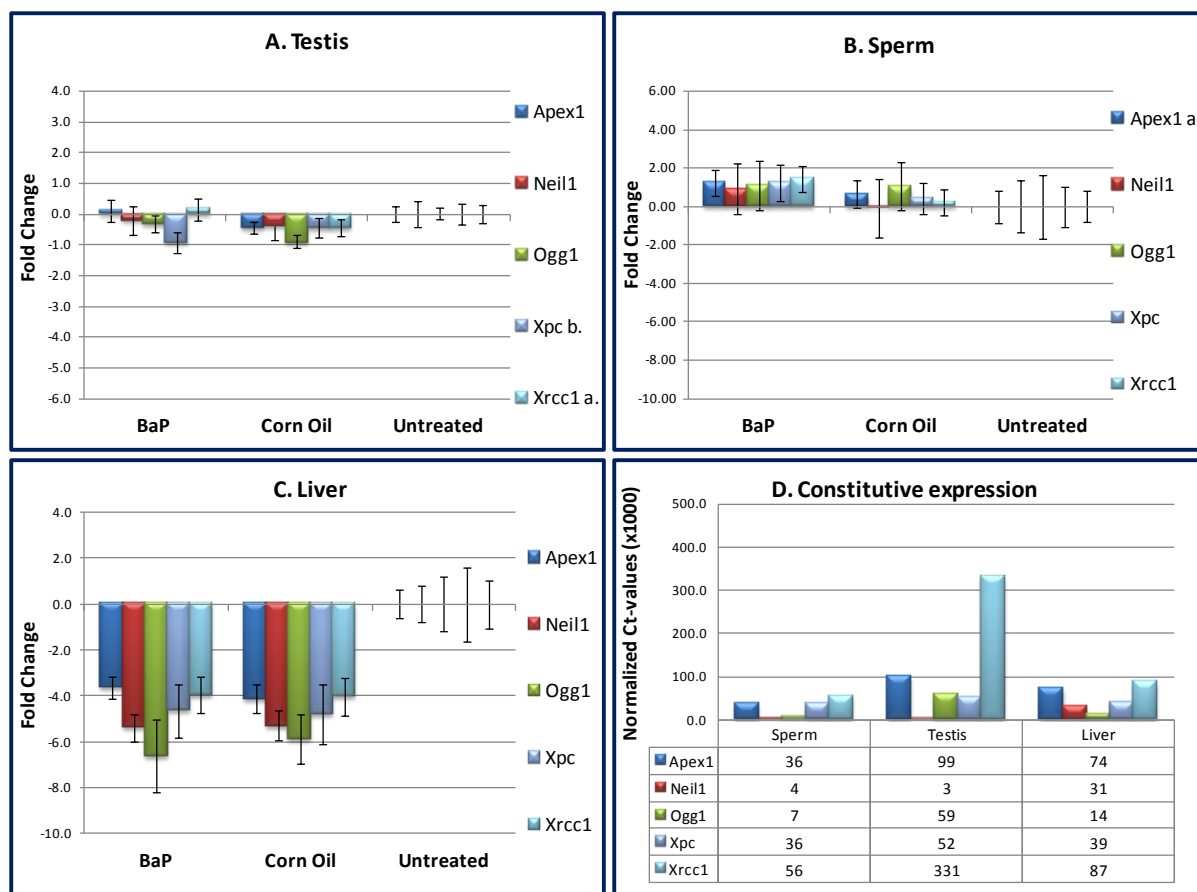 A. Testis
4.0
3.0
2.0
1.0
0.0
-1.0
-2.0
-3.0
-4.0
-5.0
-6.0
Fold Change
BaP Corn Oil Untreated
Apex1
Neil1
Ogg1
Xpc b.
Xrcc1 a.
B. Sperm
6.00
4.00
2.00
0.00
-2.00
-4.00
-6.00
-8.00
-10.00
Fold Change
BaP Corn Oil Untreated
Apex1 a
Neil1
Ogg1
Xpc
Xrcc1
C. Liver
4.0
2.0
0.0
-2.0
-4.0
-6.0
-8.0
-10.0
Fold Change
BaP Corn Oil Untreated
Apex1
Neil1
Ogg1
Xpc
Xrcc1
D. Constitutive expression
Normalized Ct-values (x1000)
500.0
400.0
300.0
200.0
100.0
0.0
Sperm Testis Liver
Apex1 36 99 74
Neil1 4 3 31
Ogg1 7 59 14
Xpc 36 52 39
Xrcc1 56 331 87